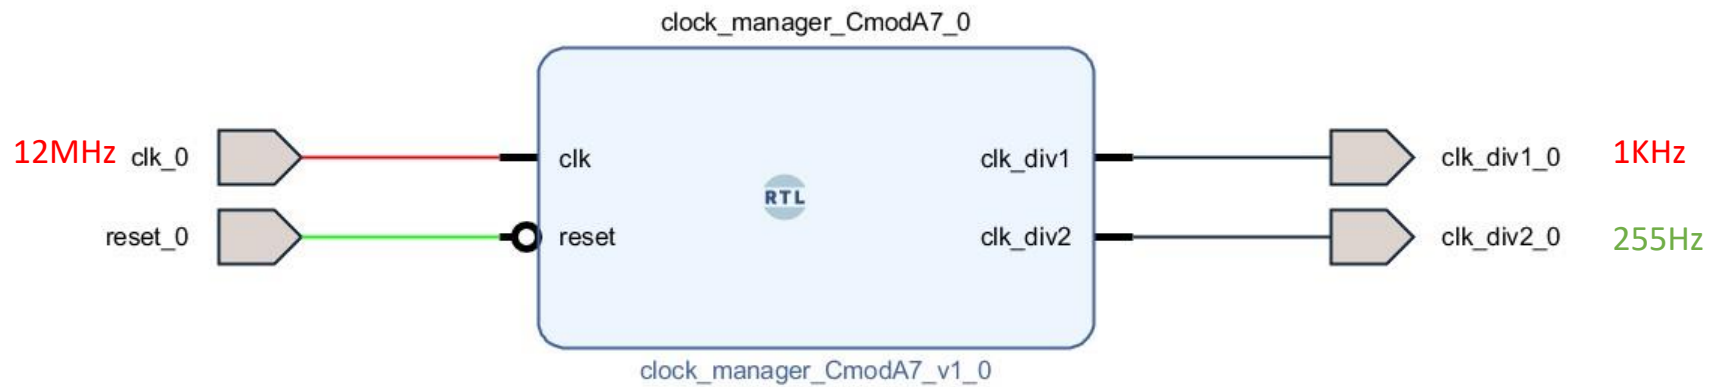 clock_manager_CmodA7_0
12MHz clk_0 clk clk_div1 clk_div1_0 1KHz
RTL
reset_0 reset clk_div2 clk_div2_0 255Hz
clock_manager_CmodA7_v1_0